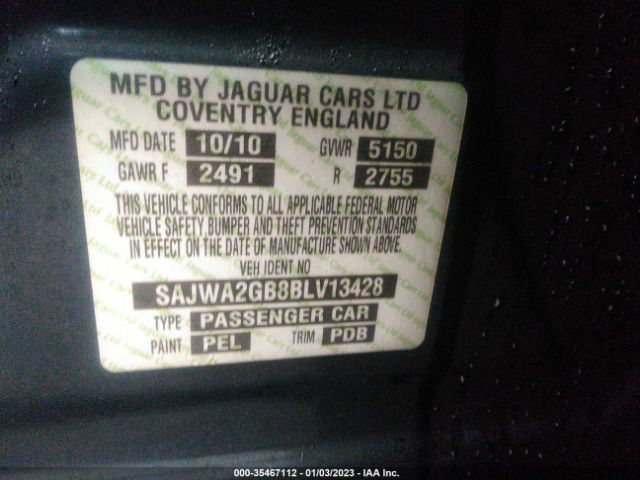 MFD BY JAGUAR CARS LTD
COVENTRY, ENGLAND
MFD DATE 10/10 GVWR 5150
GAWR F 2491 R 2755
THIS VEHICLE CONFORMS TO ALL APPLICABLE FEDERAL MOTOR
VEHICLE SAFETY, BUMPER AND THEFT PREVENTION STANDARDS
IN EFFECT ON THE DATE OF MANUFACTURE SHOWN ABOVE.
VEH IDENT NO
SAJWA2GB8BLV13428
TYPE PASSENGER CAR
PAINT PEL TRIM PDB
000-35467112 - 01/03/2023 - IAA Inc.